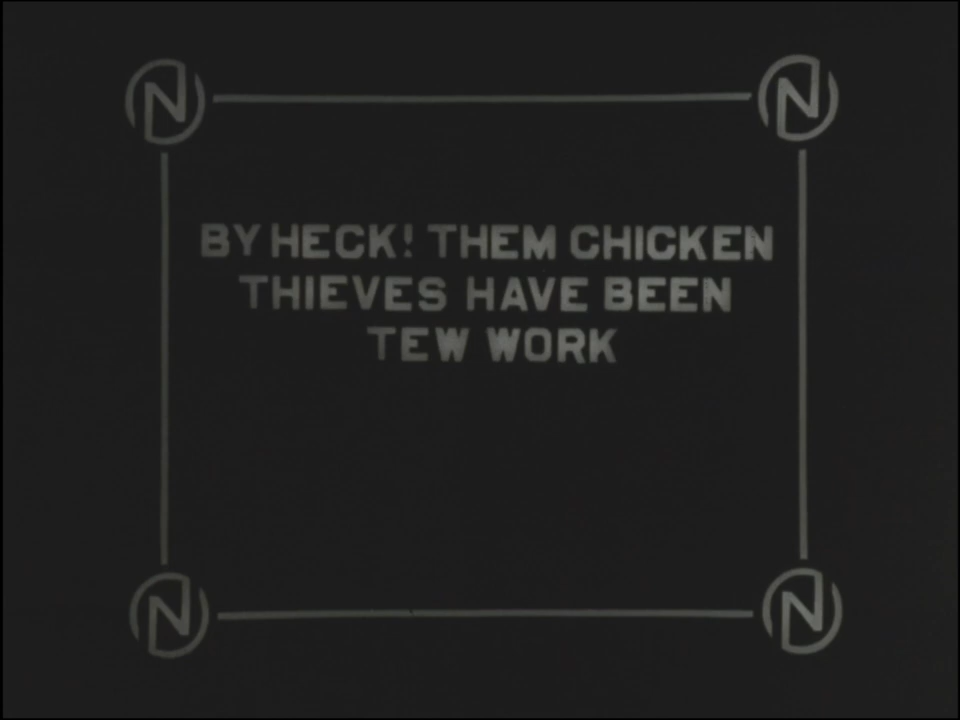 N N
BY HECK! THEM CHICKEN
THIEVES HAVE BEEN
TEW WORK
N N